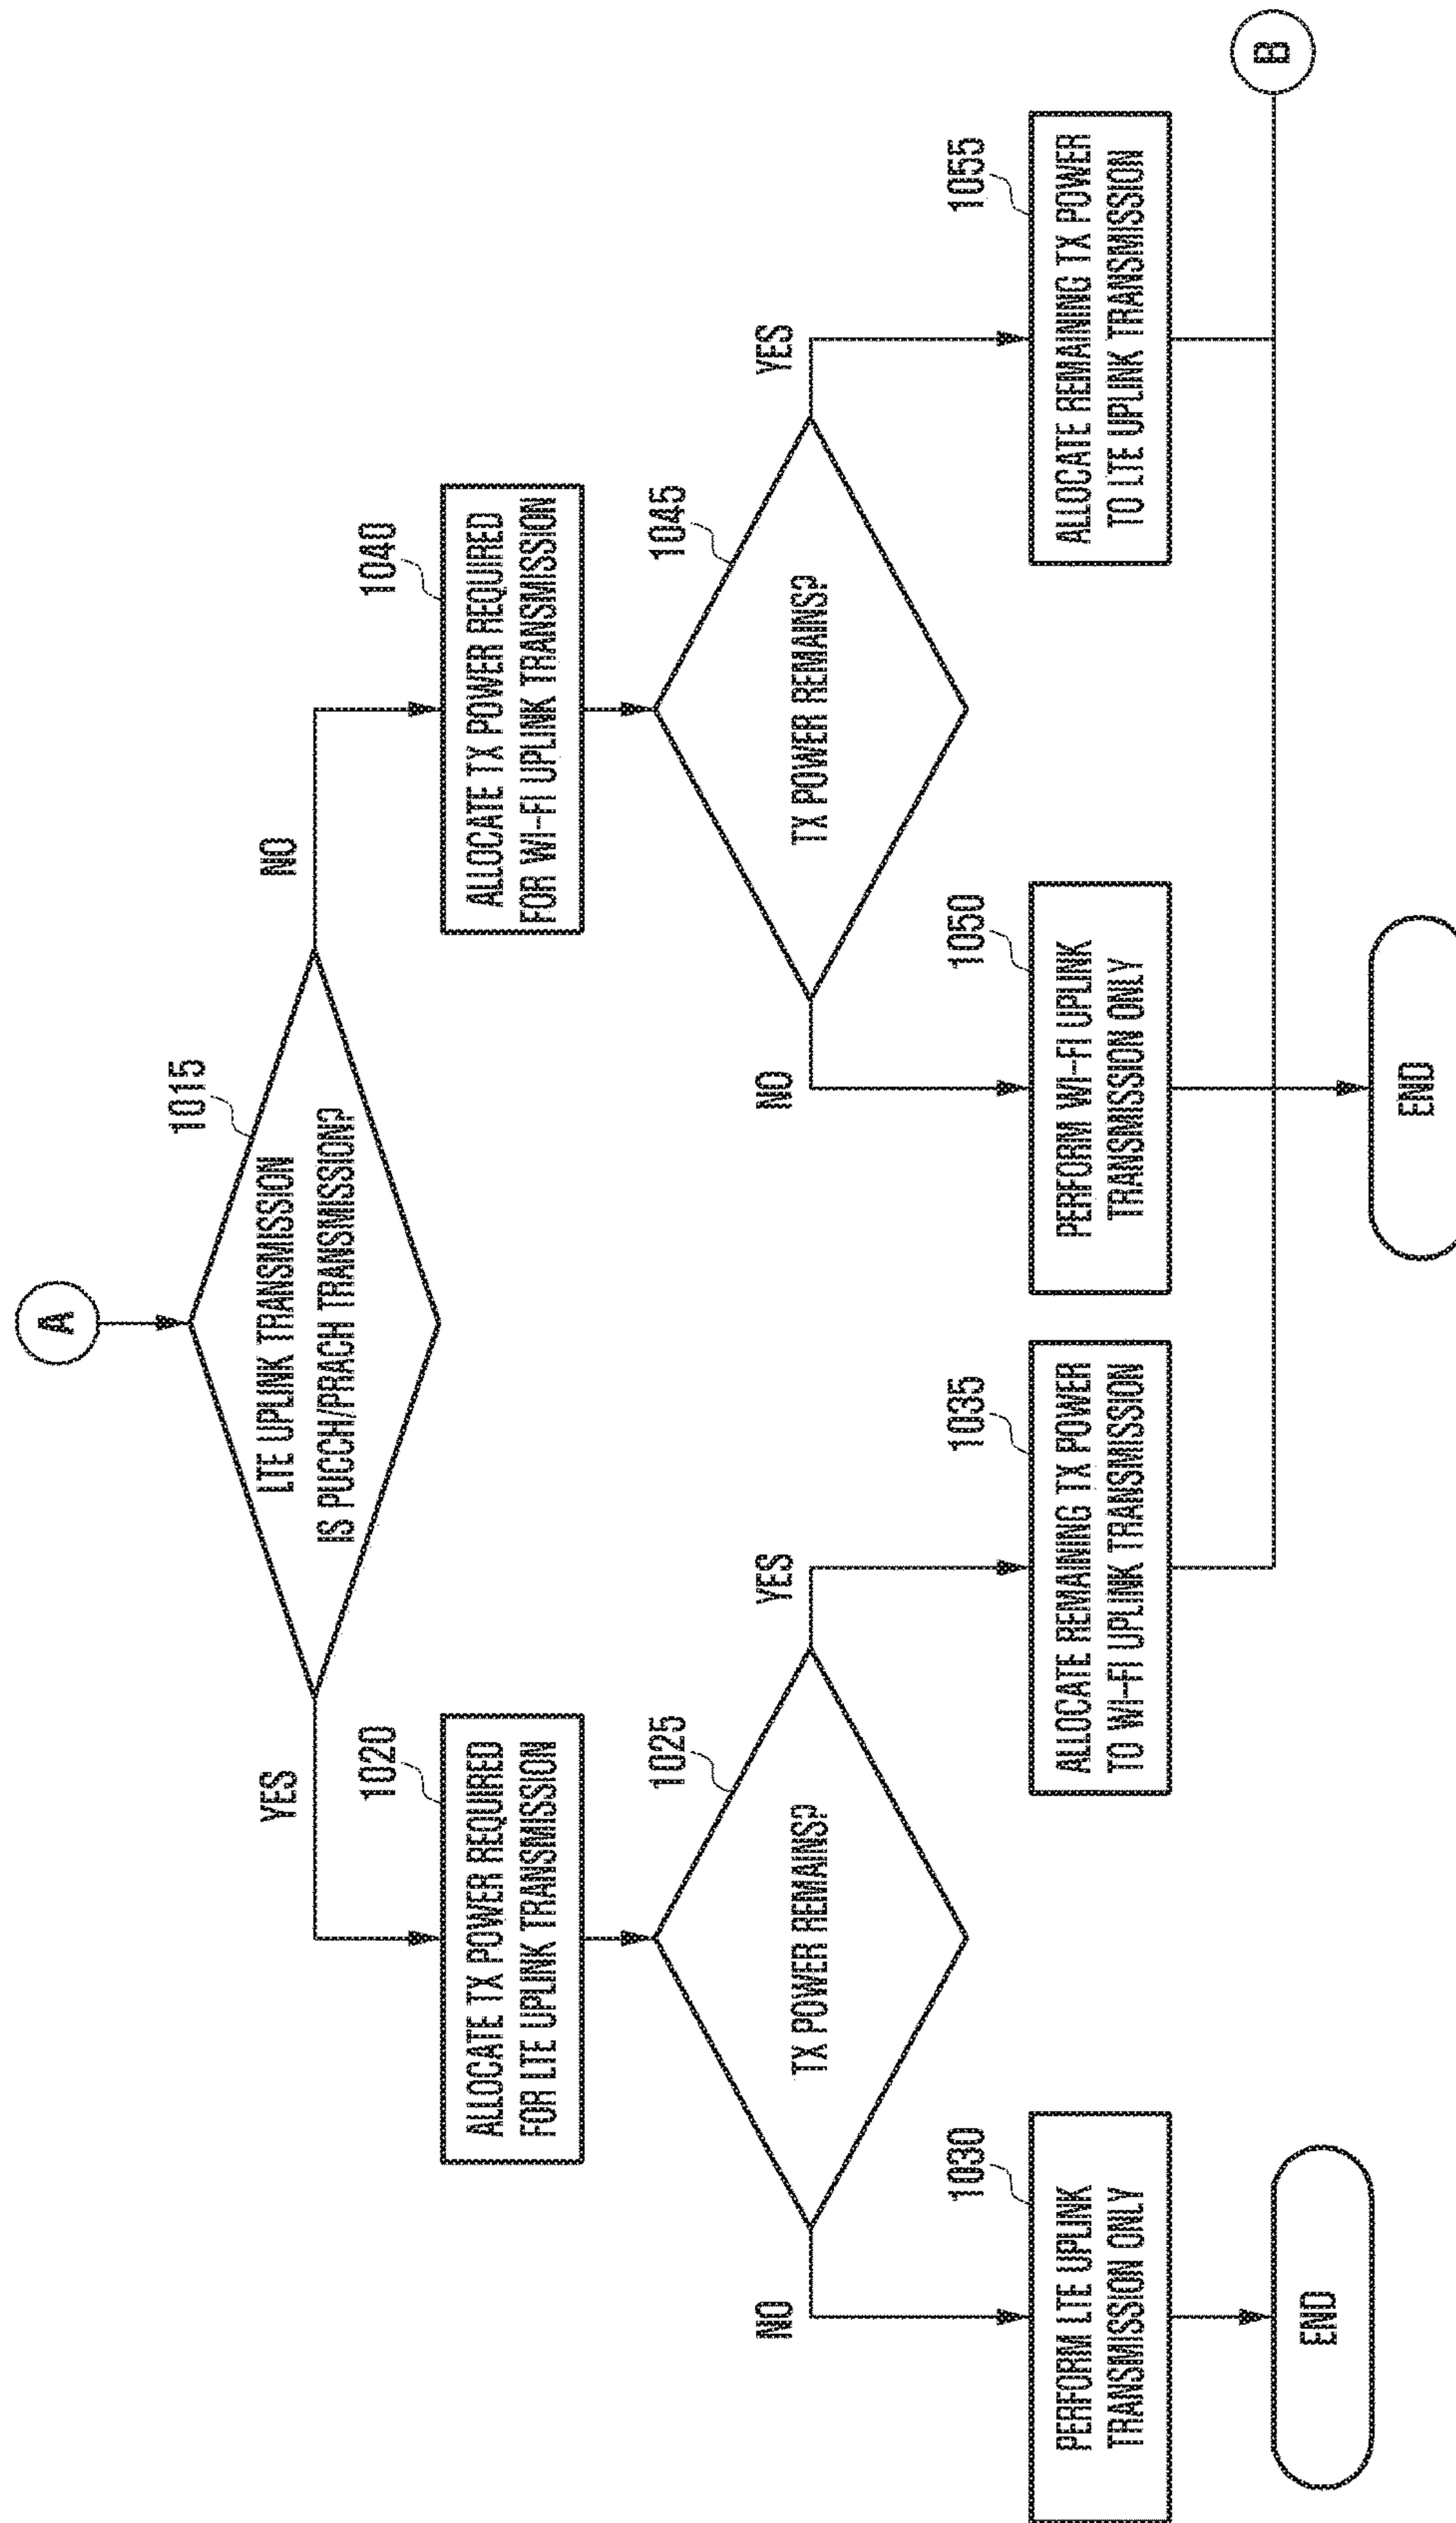 A
1015
LTE UPLINK TRANSMISSION
IS PUCCH/PRACH TRANSMISSION?
YES
NO
1020
ALLOCATE TX POWER REQUIRED
FOR LTE UPLINK TRANSMISSION
1040
ALLOCATE TX POWER REQUIRED
FOR WI-FI UPLINK TRANSMISSION
1025
TX POWER REMAINS?
1045
TX POWER REMAINS?
NO
YES
NO
YES
1030
PERFORM LTE UPLINK
TRANSMISSION ONLY
1035
ALLOCATE REMAINING TX POWER
TO WI-FI UPLINK TRANSMISSION
1050
PERFORM WI-FI UPLINK
TRANSMISSION ONLY
1055
ALLOCATE REMAINING TX POWER
TO LTE UPLINK TRANSMISSION
B
END
END